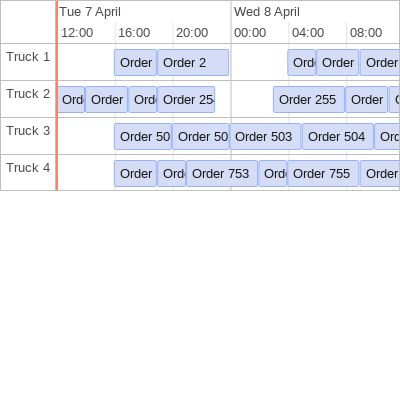 Tue 7 April Wed 8 April
12:00 16:00 20:00 00:00 04:00 08:00
Truck 1 Order Order 2 Ord Order Order
Truck 2 Ord Order Ord Order 254 Order 255 Order Or
Truck 3 Order 50 Order 50 Order 503 Order 504 Ord
Truck 4 Order Ord Order 753 Ord Order 755 Order